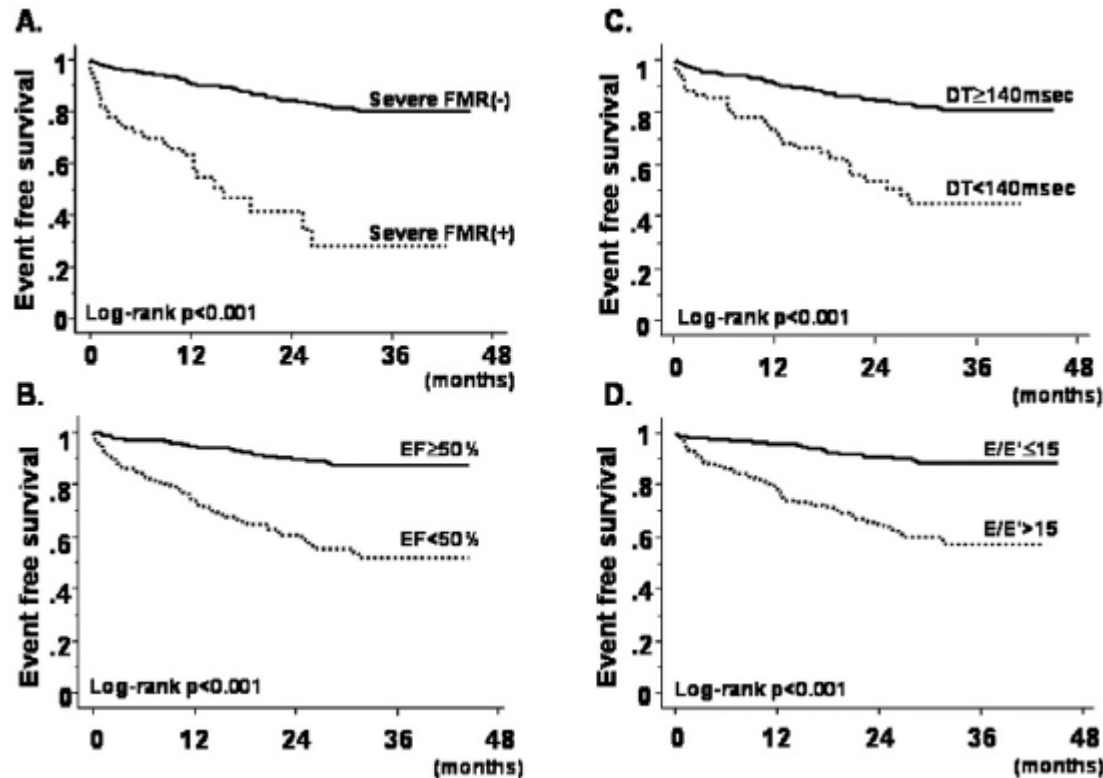 A.
Event free survival
1
.8
.6
.4
.2
0
Severe FMR(-)
Severe FMR(+)
Log-rank p<0.001
0 12 24 36 48
(months)
B.
Event free survival
1
.8
.6
.4
.2
0
EF≥50%
EF<50%
Log-rank p<0.001
0 12 24 36 48
(months)
C.
Event free survival
1
.8
.6
.4
.2
0
DT≥140msec
DT<140msec
Log-rank p<0.001
0 12 24 36 48
(months)
D.
Event free survival
1
.8
.6
.4
.2
0
E/E'≤15
E/E'>15
Log-rank p<0.001
0 12 24 36 48
(months)